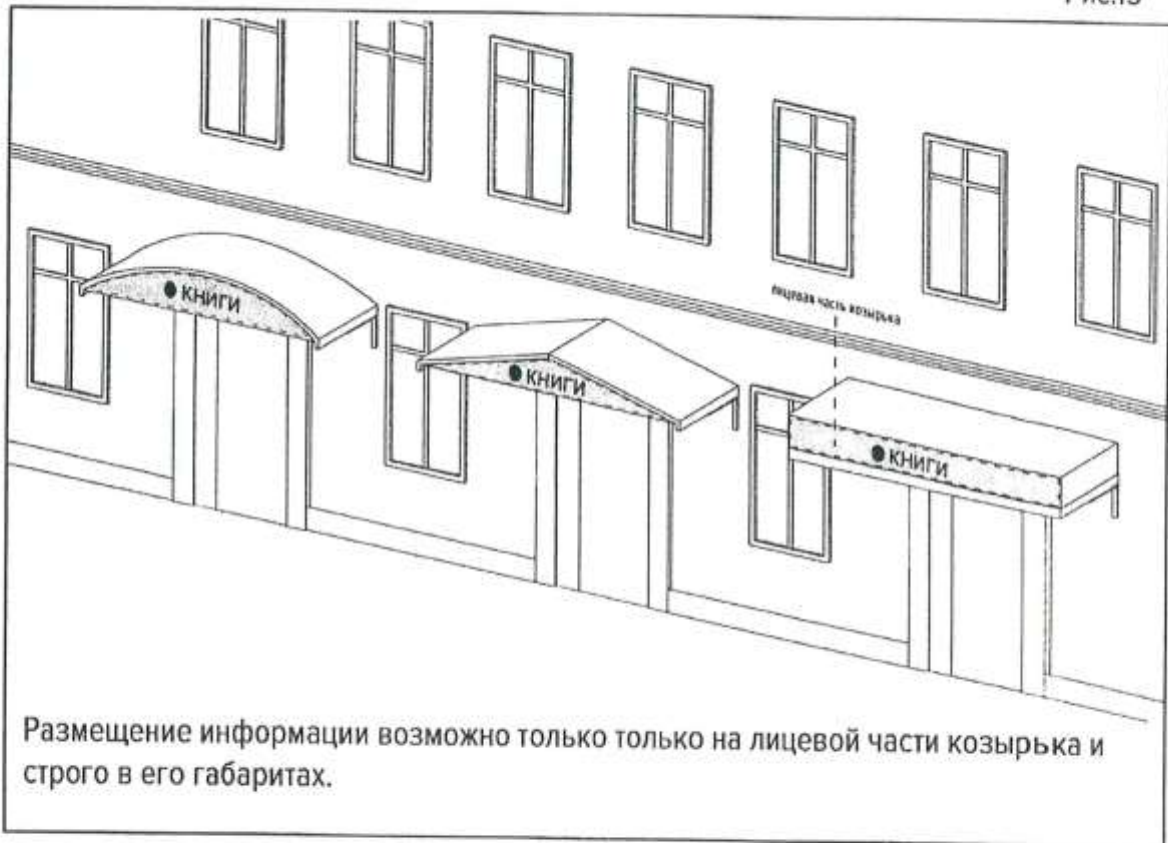 ● КНИГИ
● КНИГИ
лицевая часть козырька
● КНИГИ
Размещение информации возможно только только на лицевой части козырька и
строго в его габаритах.